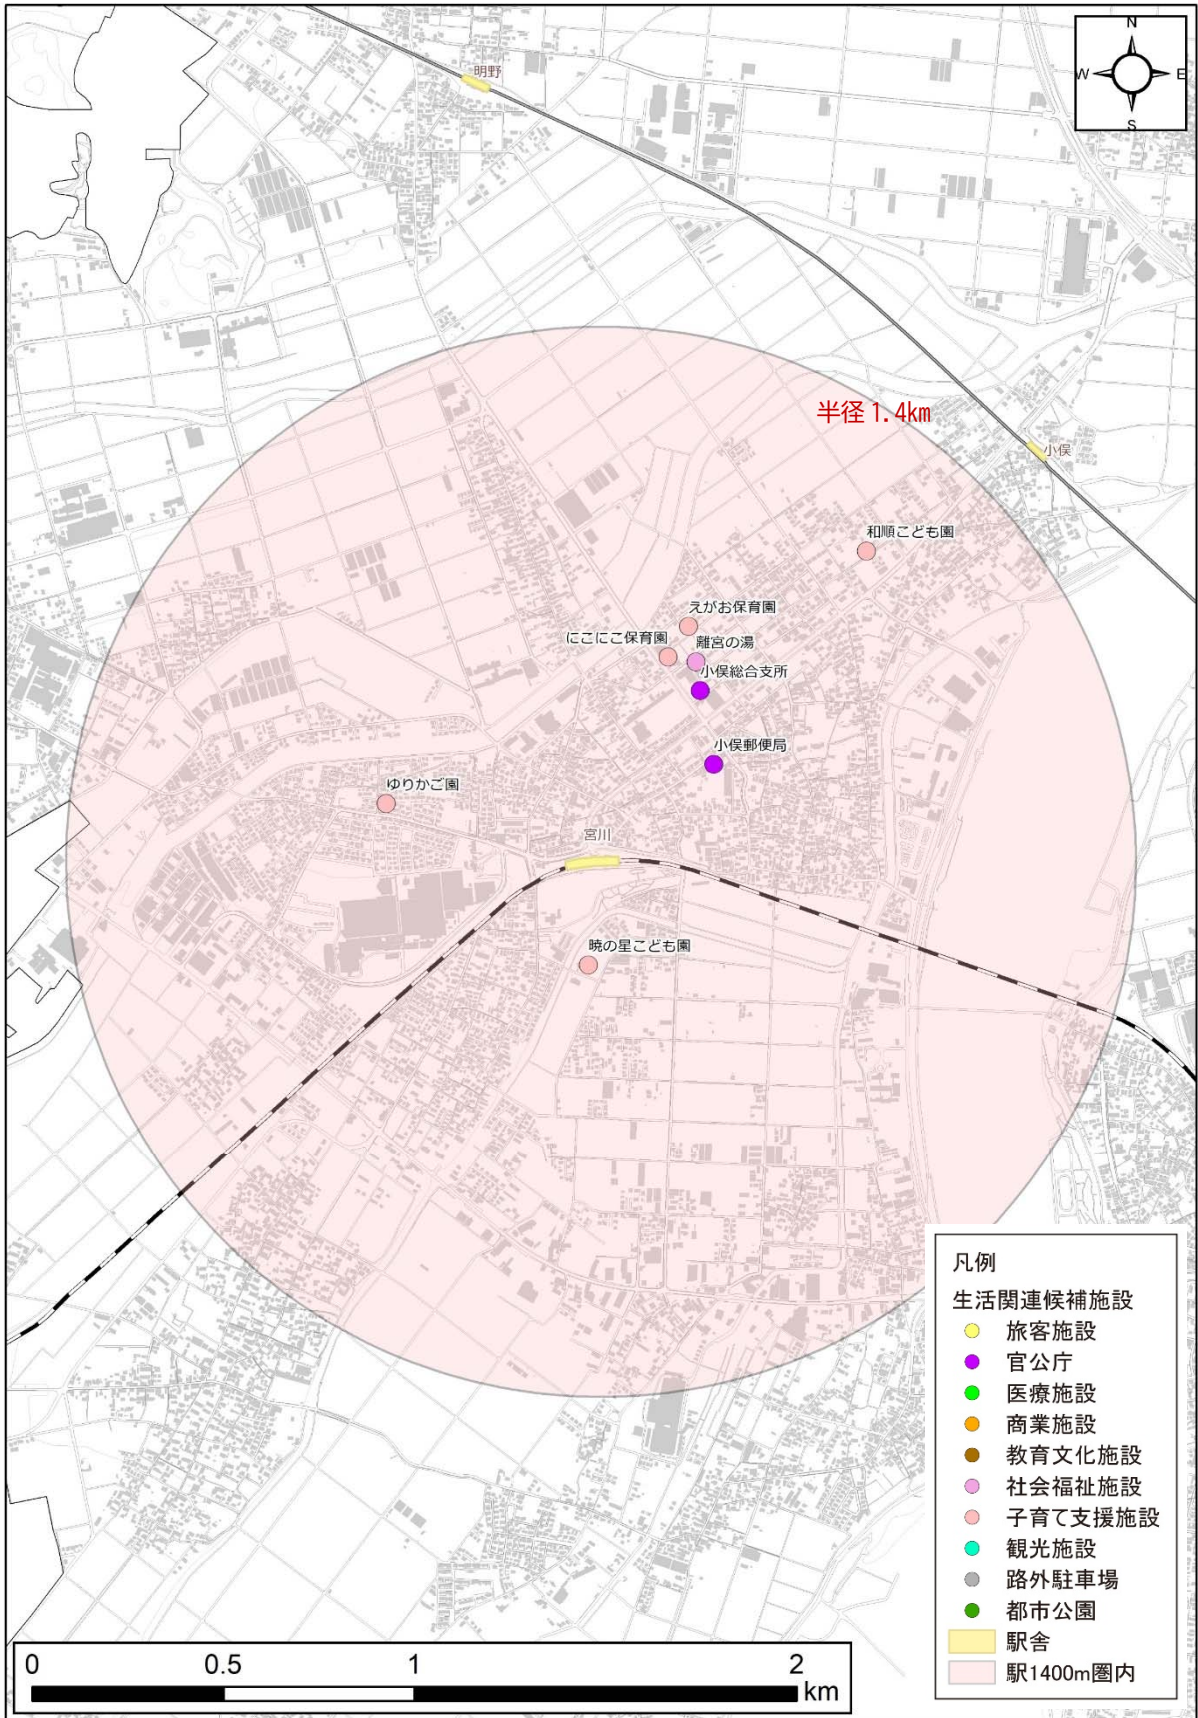 N
W
E
S
明野
半径1.4km
小俣
和順こども園
えがお保育園
にこにこ保育園
離宮の湯
小俣総合支所
小俣郵便局
ゆりかご園
宮川
暁の星こども園
凡例
生活関連候補施設
旅客施設
官公庁
医療施設
商業施設
教育文化施設
社会福祉施設
子育て支援施設
観光施設
路外駐車場
都市公園
駅舎
駅1400m圏内
0 0.5 1 2
km